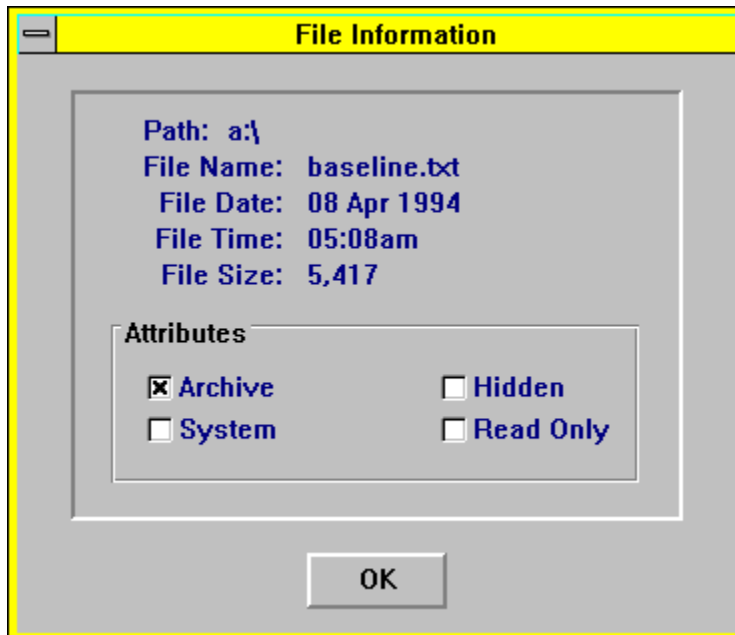 File Information
Path: a:\
File Name: baseline.txt
File Date: 08 Apr 1994
File Time: 05:08am
File Size: 5,417
Attributes
Archive Hidden
System Read Only
OK